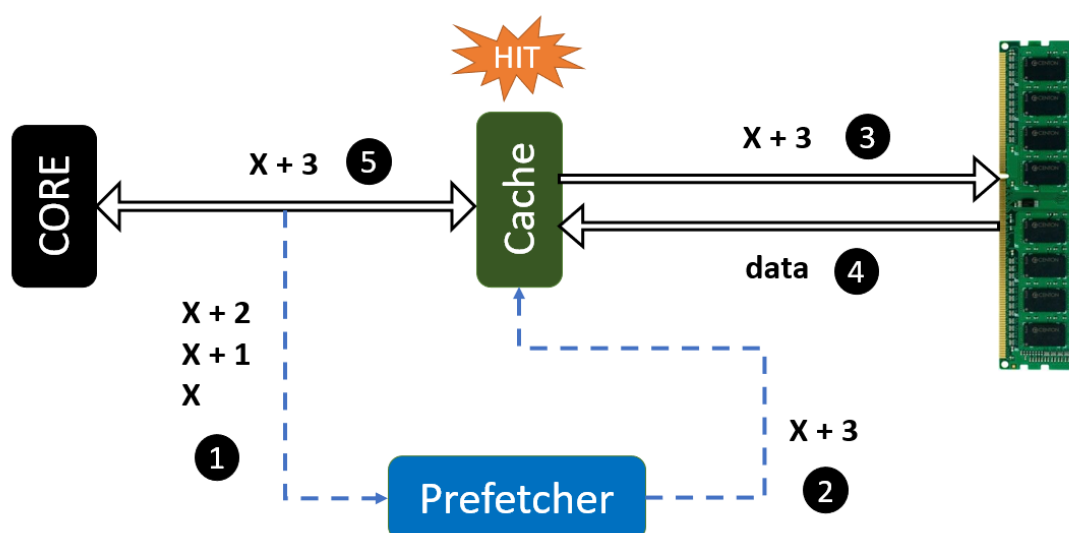 HIT
CORE
X + 3 5
Cache
X + 3 3
data 4
X + 2
X + 1
X
1
Prefetcher
X + 3
2